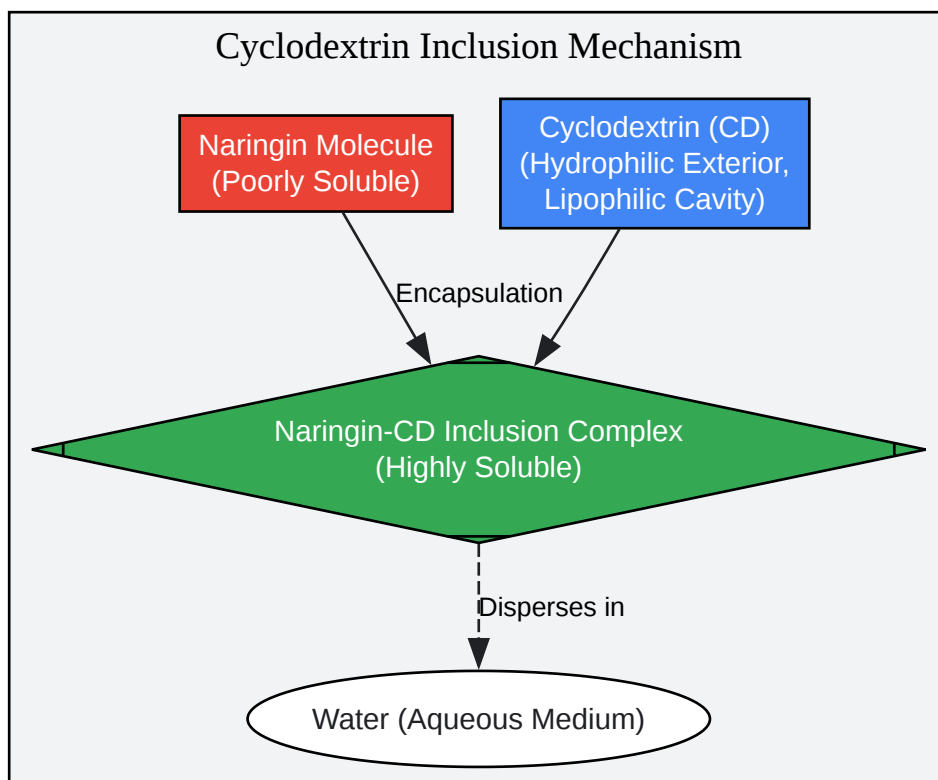 Cyclodextrin Inclusion Mechanism
Naringin Molecule
(Poorly Soluble)
Cyclodextrin (CD)
(Hydrophilic Exterior,
Lipophilic Cavity)
Encapsulation
Naringin-CD Inclusion Complex
(Highly Soluble)
Disperses in
Water (Aqueous Medium)